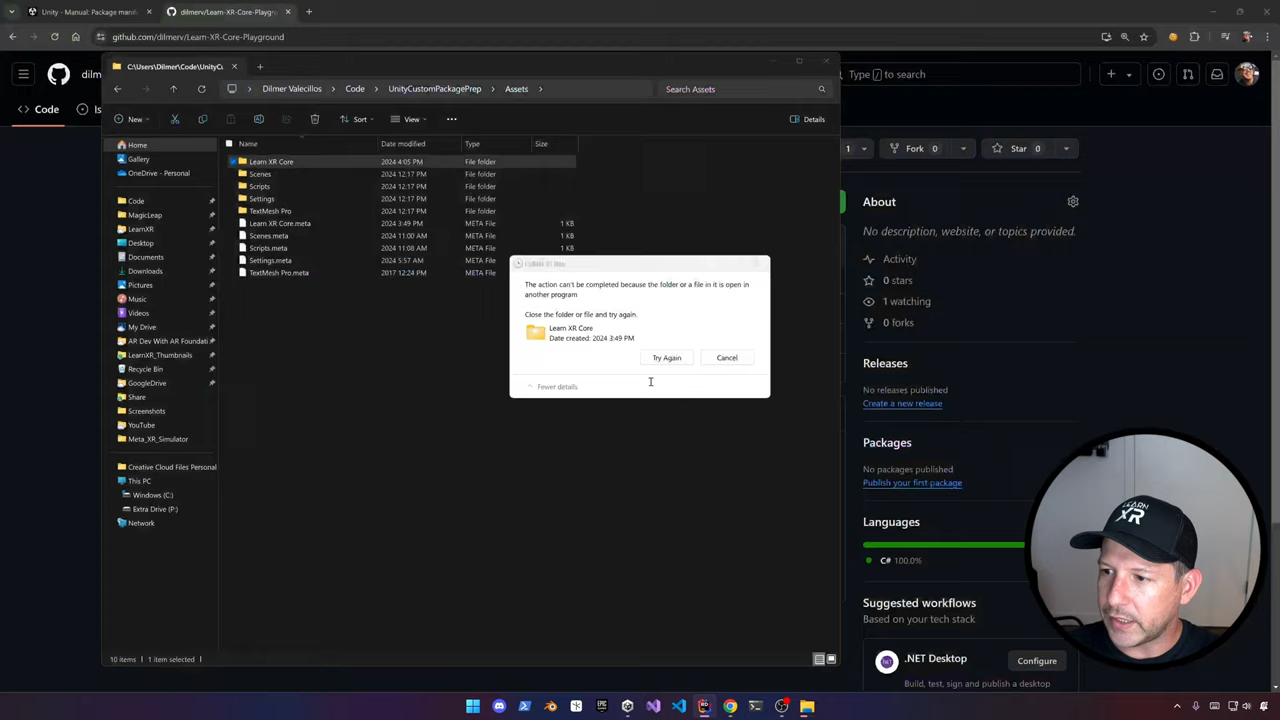 Unity - Manual: Package manif
dilmerv/Learn-XR-Core-Playground
github.com/dilmerv/Learn-XR-Core-Playground
C:\Users\Dilmer\Code\UnityCu
Dilmer Valecillos > Code > UnityCustomPackagePrep > Assets >
Search Assets
New
Sort
View
Details
Home
Gallery
OneDrive - Personal
Code
MagicLeap
LearnXR
Desktop
Documents
Downloads
Pictures
Music
Videos
My Drive
AR Dev With AR Foundati
LearnXR_Thumbnails
Recycle Bin
GoogleDrive
Share
Screenshots
YouTube
Meta_XR_Simulator
Creative Cloud Files Personal
This PC
Windows (C:)
Extra Drive (P:)
Network
Name Date modified Type Size
Learn XR Core 2024 4:05 PM File folder
Scenes 2024 12:17 PM File folder
Scripts 2024 12:17 PM File folder
Settings 2024 12:17 PM File folder
TextMesh Pro 2024 12:17 PM File folder
Learn XR Core.meta 2024 3:49 PM META File 1 KB
Scenes.meta 2024 11:00 AM META File 1 KB
Scripts.meta 2024 11:08 AM META File 1 KB
Settings.meta 2024 5:57 AM META File
TextMesh Pro.meta 2017 12:24 PM META File
10 items 1 item selected
The action can't be completed because the folder or a file in it is open in
another program
Close the folder or file and try again.
Learn XR Core
Date created: 2024 3:49 PM
Try Again
Cancel
Fewer details
dilm
Code
Type / to search
1
Fork 0
Star 0
About
No description, website, or topics provided.
Activity
0 stars
1 watching
0 forks
Releases
No releases published
Create a new release
Packages
No packages published
Publish your first package
Languages
C# 100.0%
Suggested workflows
Based on your tech stack
.NET Desktop
Configure
Build, test, sign and publish a desktop
LEARN
XR